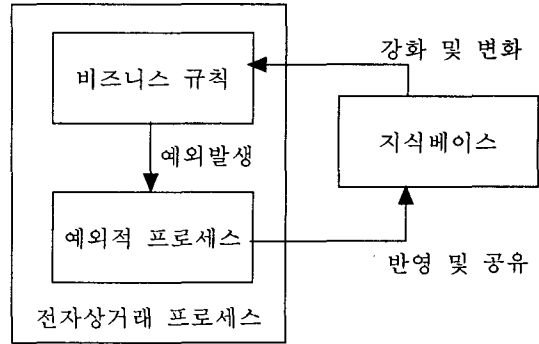 강화 및 변화
비즈니스 규칙
지식베이스
예외발생
예외적 프로세스
반영 및 공유
전자상거래 프로세스